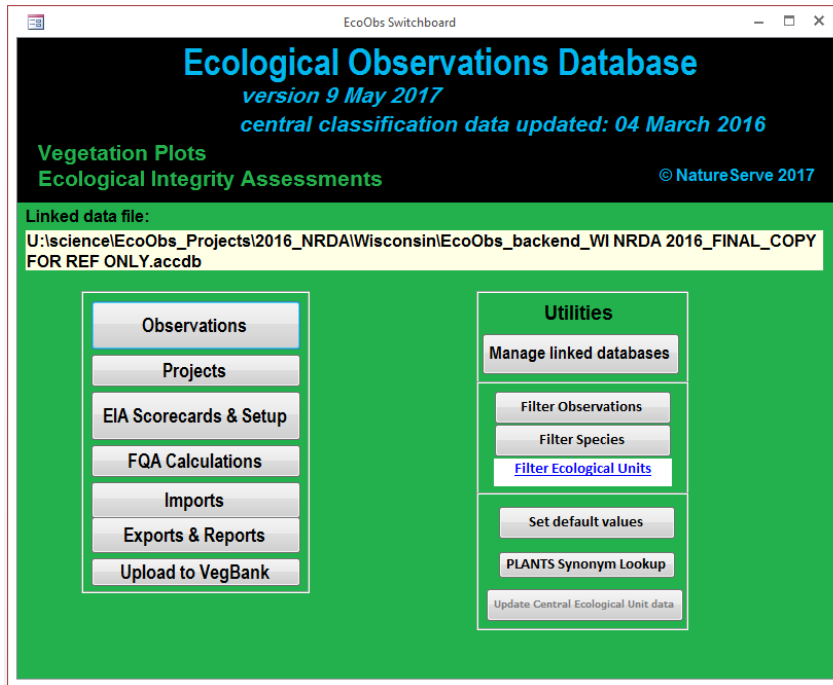 EcoObs Switchboard
Ecological Observations Database
version 9 May 2017
central classification data updated: 04 March 2016
Vegetation Plots
Ecological Integrity Assessments
© NatureServe 2017
Linked data file:
U:\science\EcoObs_Projects\2016_NRDA\Wisconsin\EcoObs_backend_WI NRDA 2016_FINAL_COPY
FOR REF ONLY.accdb
Observations
Projects
EIA Scorecards & Setup
FQA Calculations
Imports
Exports & Reports
Upload to VegBank
Utilities
Manage linked databases
Filter Observations
Filter Species
Filter Ecological Units
Set default values
PLANTS Synonym Lookup
Update Central Ecological Unit data